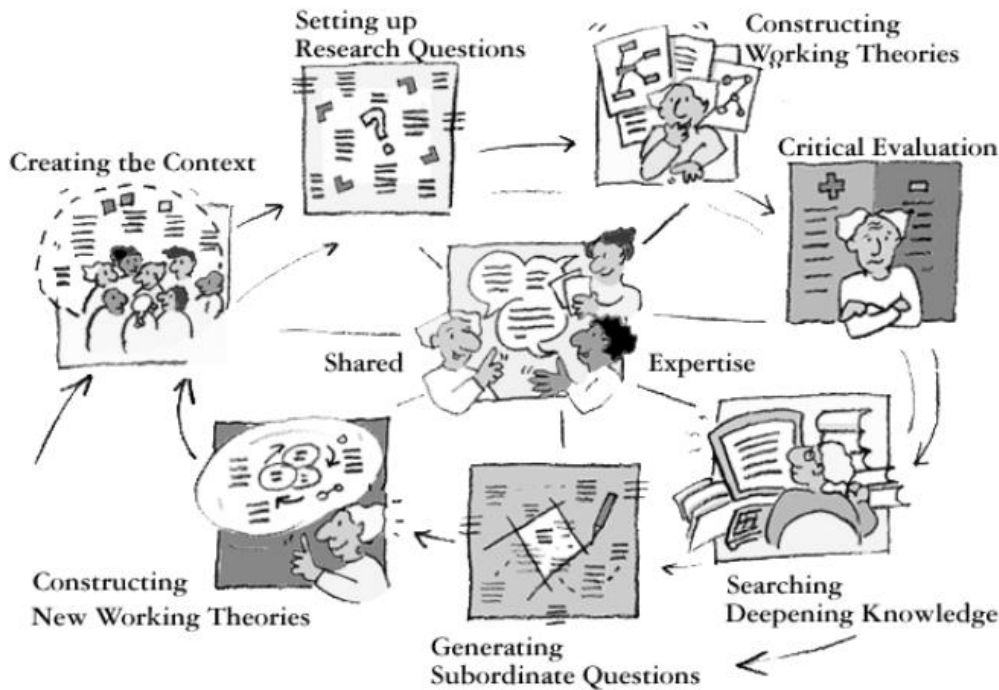 Setting up
Research Questions
Constructing
Working Theories
Creating the Context
Critical Evaluation
Shared
Expertise
Constructing
New Working Theories
Searching
Deepening Knowledge
Generating
Subordinate Questions